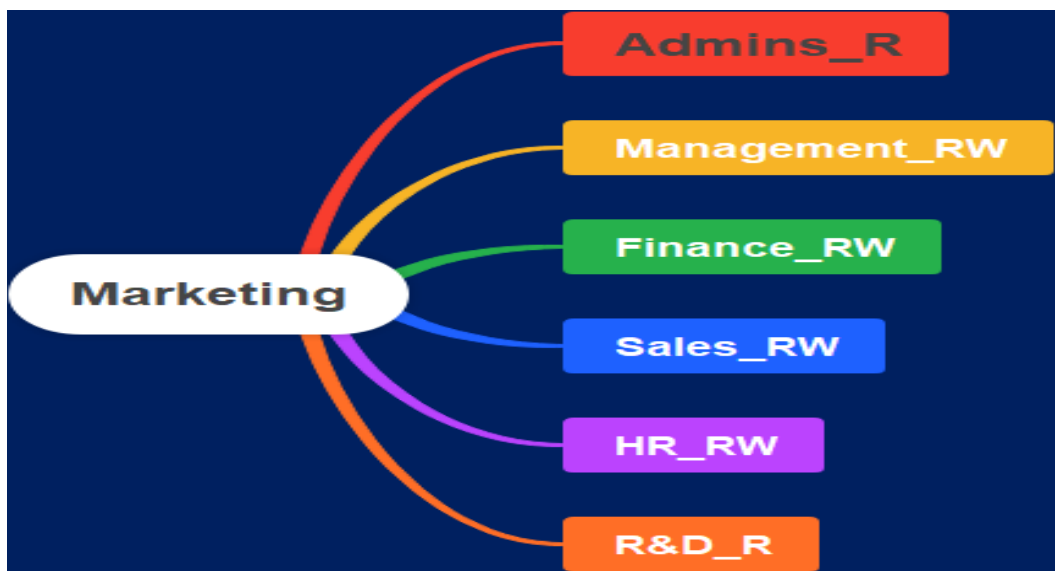 Admins_R
Management_RW
Finance_RW
Marketing
Sales_RW
HR_RW
R&D_R